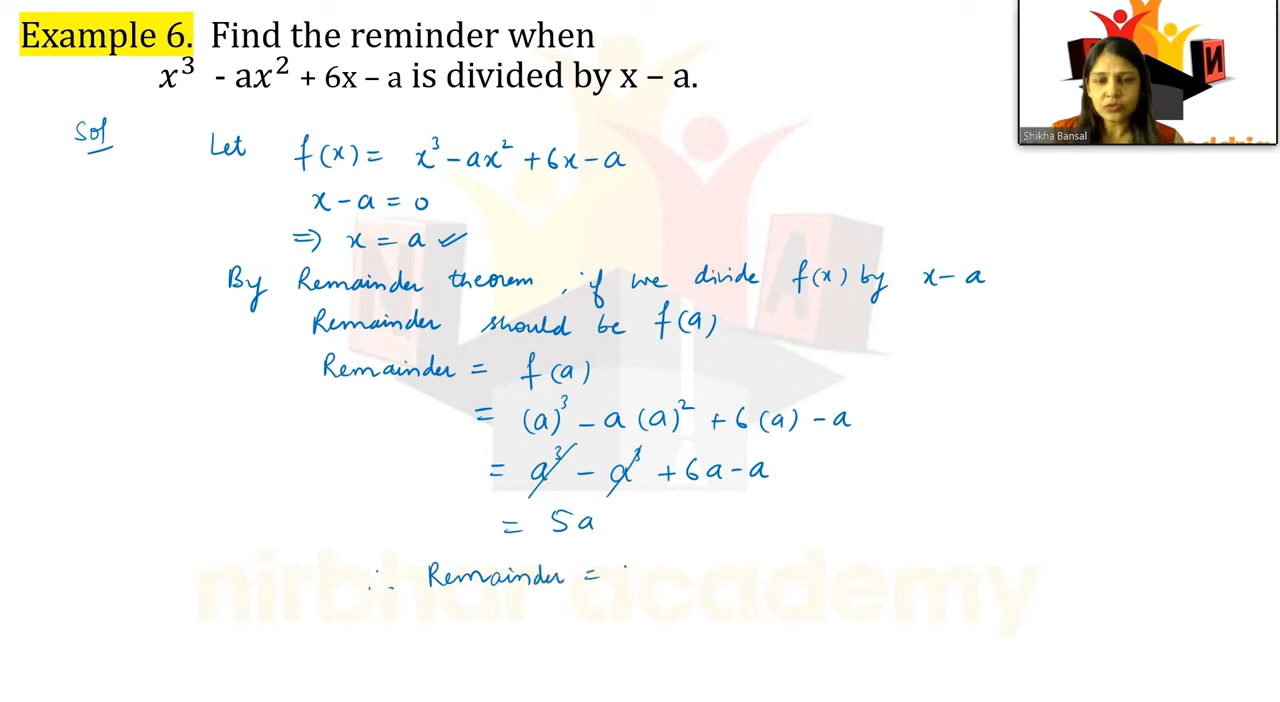 Example 6. Find the reminder when
x³ - ax² + 6x – a is divided by x – a.
Shikha Bansal
Sol
Let f(x) = x³ - ax² + 6x - a
x - a = 0
⇒ x = a ✓
By Remainder theorem, if we divide f(x) by x - a
Remainder should be f(a)
Remainder = f(a)
= (a)³ - a(a)² + 6(a) - a
= a³ - a³ + 6a - a
= 5a
∴ Remainder =
nirbhar academy